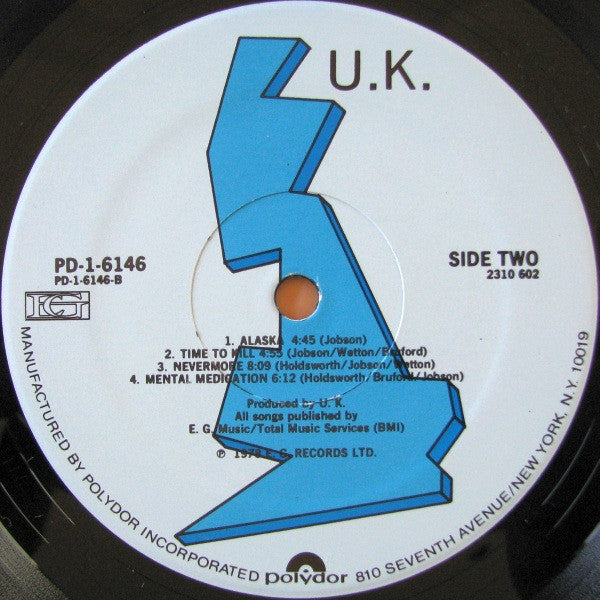 U.K.
PD-1-6146
PD-1-6146-B
EG
SIDE TWO
2310 602
1. ALASKA 4:45 (Jobson)
2. TIME TO KILL 4:55 (Jobson/Wetton/Bruford)
3. NEVERMORE 8:09 (Holdsworth/Jobson/Wetton)
4. MENTAL MEDICATION 6:12 (Holdsworth/Bruford/Jobson)
Produced by U. K.
All songs published by
E. G. Music/Total Music Services (BMI)
℗ 1978 E. G. RECORDS LTD.
MANUFACTURED BY POLYDOR INCORPORATED polydor 810 SEVENTH AVENUE/NEW YORK, N.Y. 10019